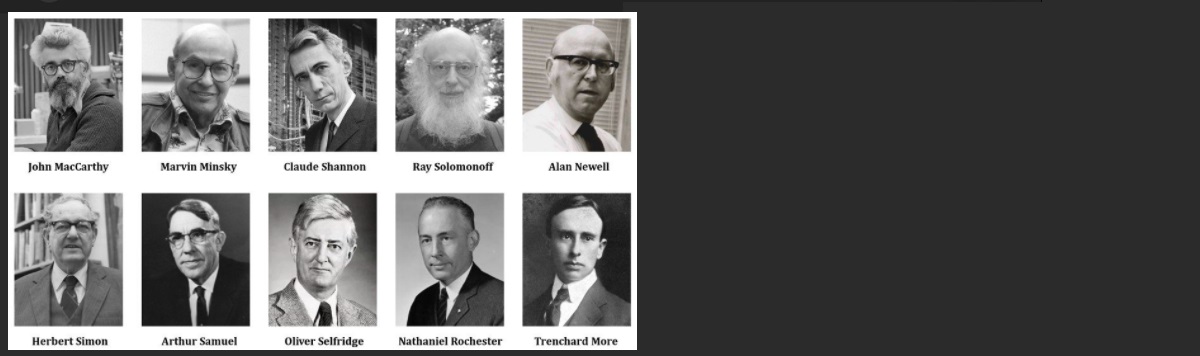 John MacCarthy Marvin Minsky Claude Shannon Ray Solomonoff Alan Newell
Herbert Simon Arthur Samuel Oliver Selfridge Nathaniel Rochester Trenchard More